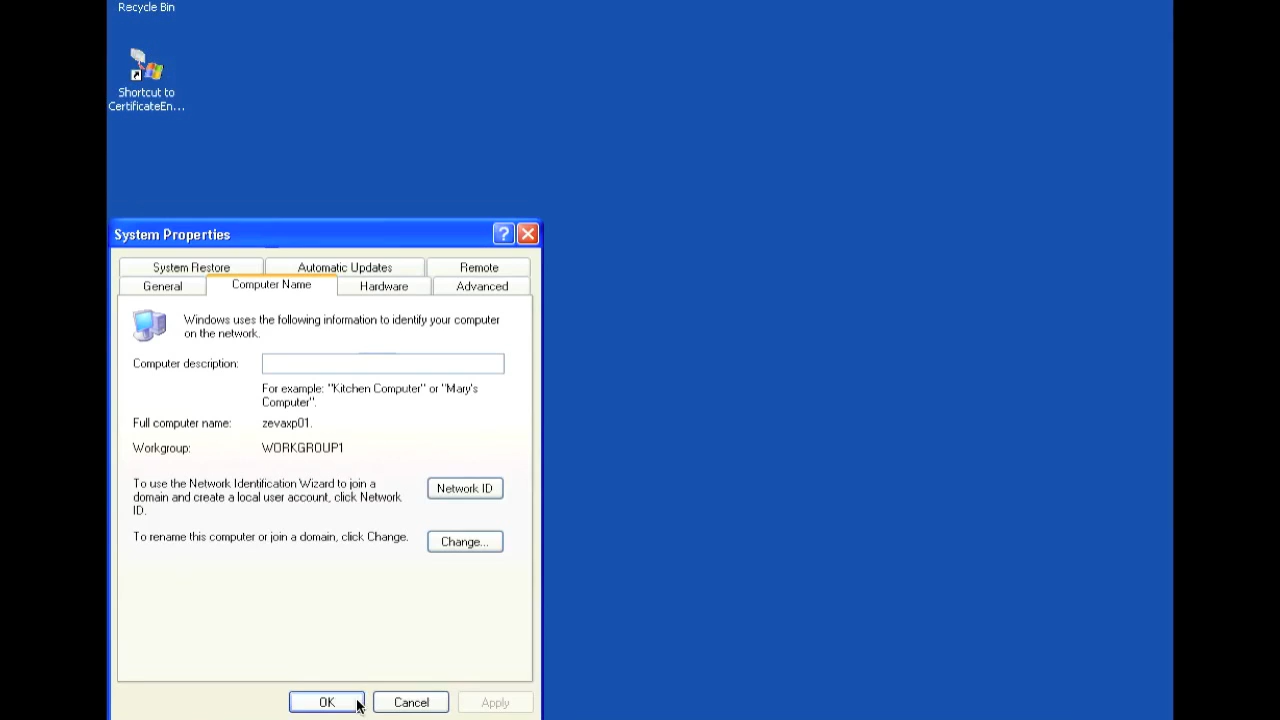 Recycle Bin
Shortcut to
CertificateEn...
System Properties
System Restore
Automatic Updates
Remote
General
Computer Name
Hardware
Advanced
Windows uses the following information to identify your computer
on the network.
Computer description:
For example: "Kitchen Computer" or "Mary's
Computer".
Full computer name:
zevaxp01.
Workgroup:
WORKGROUP1
To use the Network Identification Wizard to join a
domain and create a local user account, click Network
ID.
Network ID
To rename this computer or join a domain, click Change.
Change...
OK
Cancel
Apply